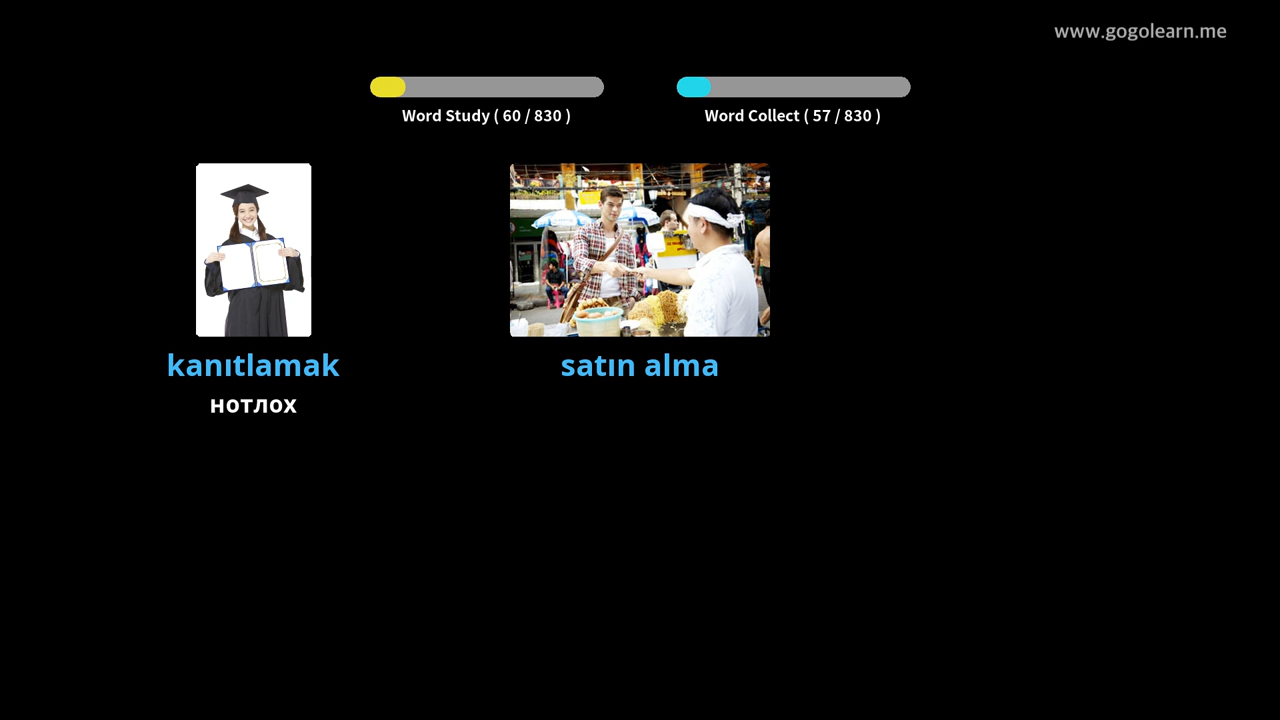 www.gogolearn.me
Word Study ( 60 / 830 )
Word Collect ( 57 / 830 )
kanıtlamak
нотлох
satın alma